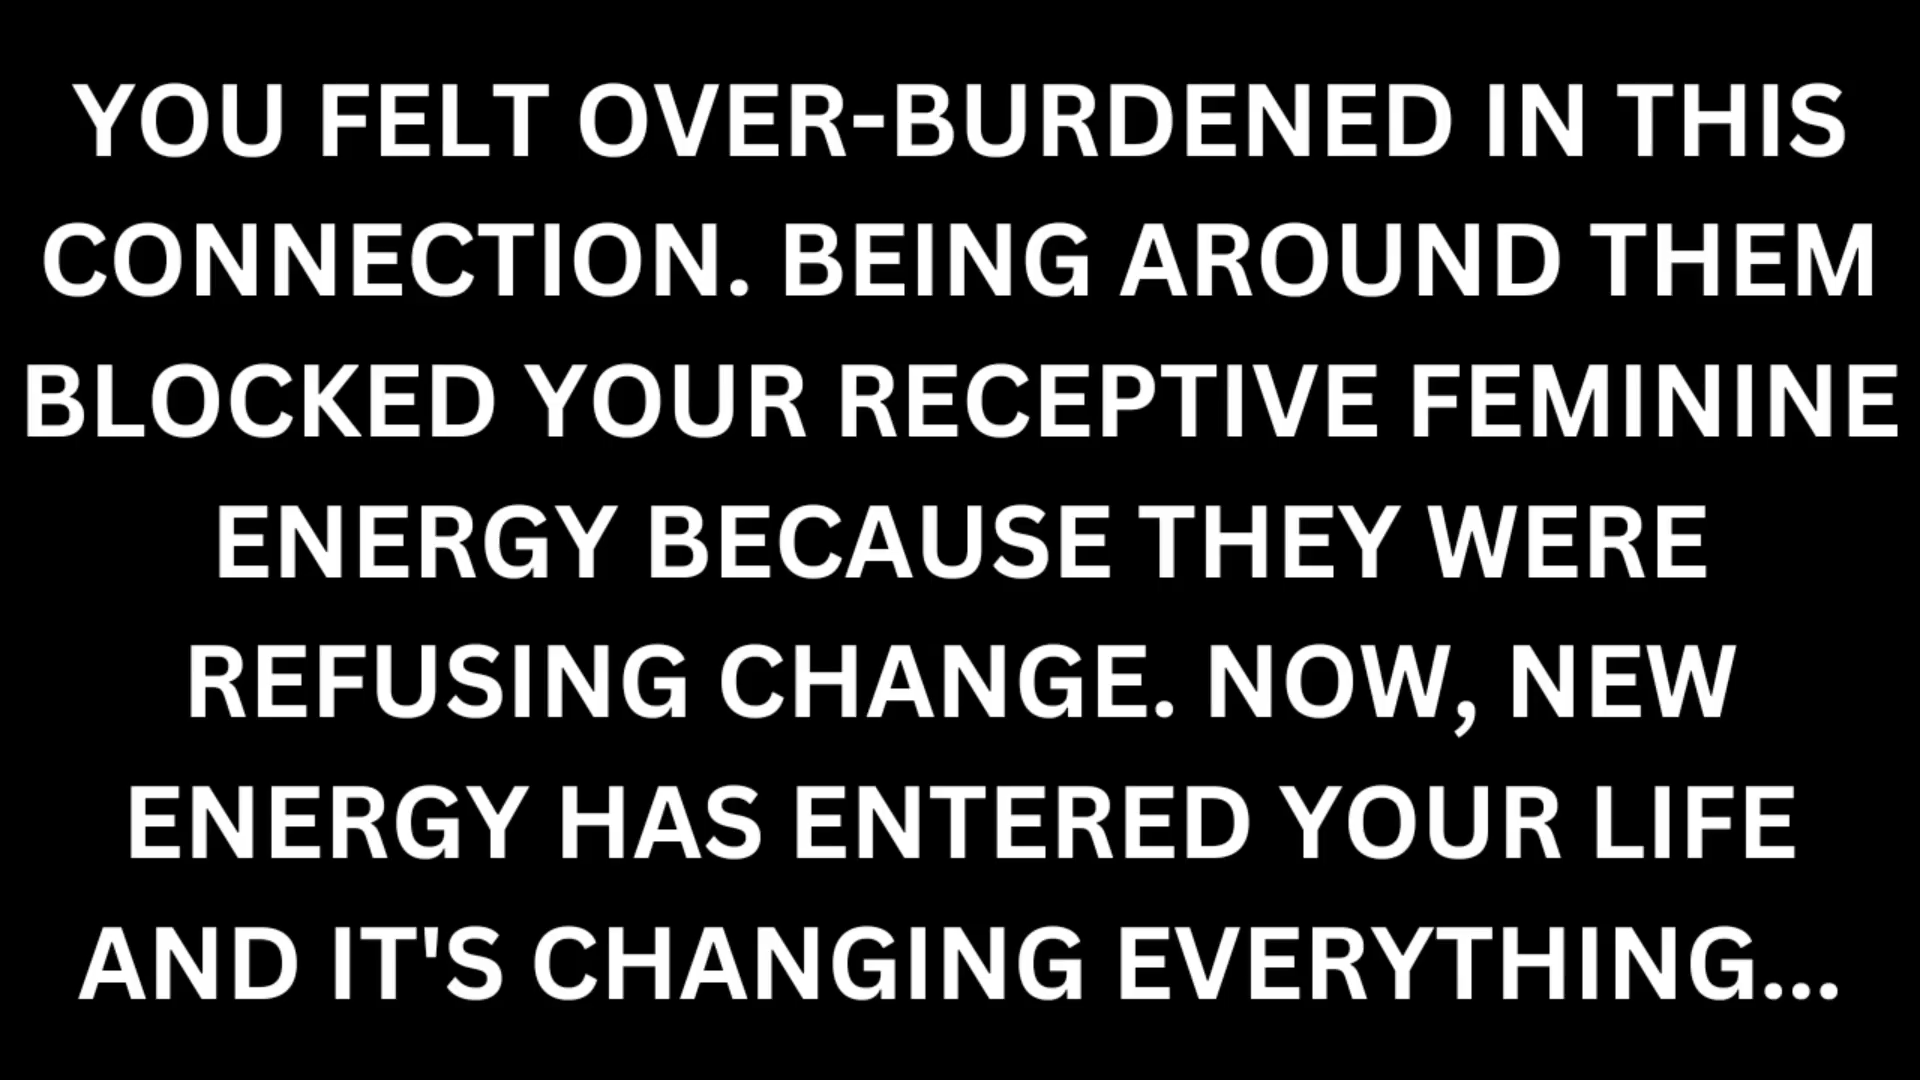 YOU FELT OVER-BURDENED IN THIS
CONNECTION. BEING AROUND THEM
BLOCKED YOUR RECEPTIVE FEMININE
ENERGY BECAUSE THEY WERE
REFUSING CHANGE. NOW, NEW
ENERGY HAS ENTERED YOUR LIFE
AND IT'S CHANGING EVERYTHING...